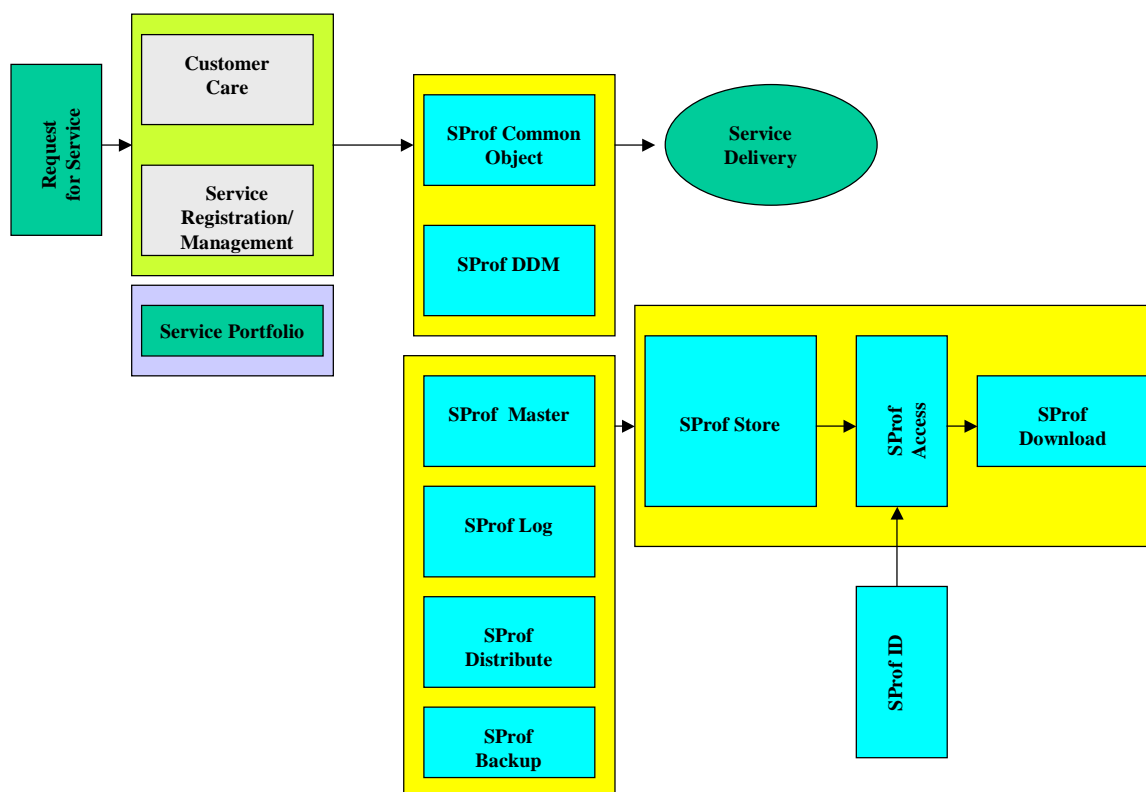 Request
for Service
Customer
Care
Service
Registration/
Management
Service Portfolio
SProf Common
Object
SProf DDM
Service
Delivery
SProf  Master
SProf Log
SProf
Distribute
SProf
Backup
SProf Store
SProf
Access
SProf
Download
SProf ID